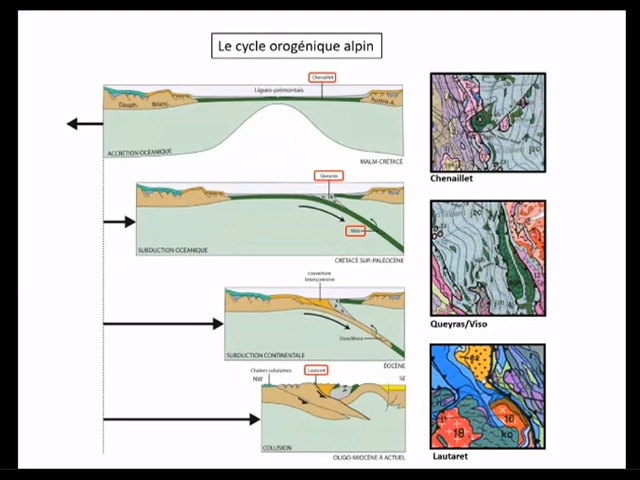 Le cycle orogénique alpin
Chenaillet
Liguro-piémontais
Dauph.
Brianç.
Austro-A.
ACCRÉTION OCÉANIQUE
MALM-CRÉTACÉ
Chenaillet
Queyras
Viso
SUBDUCTION OCÉANIQUE
CRÉTACÉ SUP.-PALÉOCÈNE
Queyras/Viso
couverture
briançonnaise
Dora Maira
SUBDUCTION CONTINENTALE
ÉOCÈNE
Chaînes subalpines
NW
Lautaret
SE
COLLISION
OLIGO-MIOCÈNE À ACTUEL
18
Lautaret